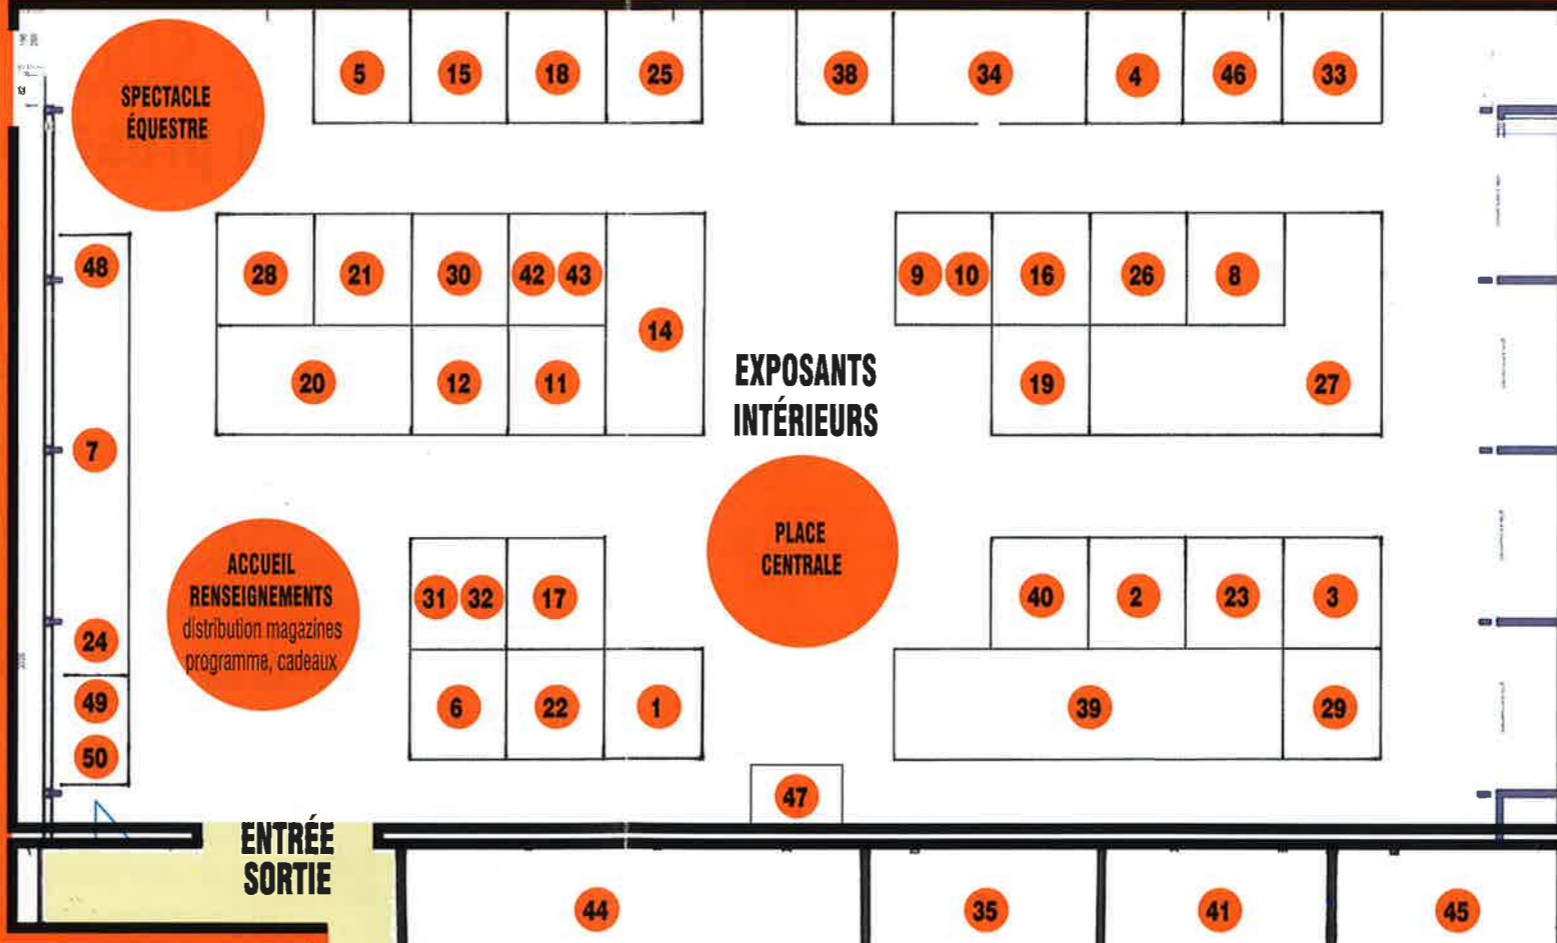 5 15 18 25 38 34 4 46 33
SPECTACLE
ÉQUESTRE
48 28 21 30 42 43 9 10 16 26 8
14
20 12 11 19 27
EXPOSANTS
INTÉRIEURS
7
PLACE
CENTRALE
ACCUEIL
RENSEIGNEMENTS
distribution magazines
programme, cadeaux
31 32 17 40 2 23 3
24
49 6 22 1 39 29
50
47
ENTRÉE
SORTIE
44 35 41 45